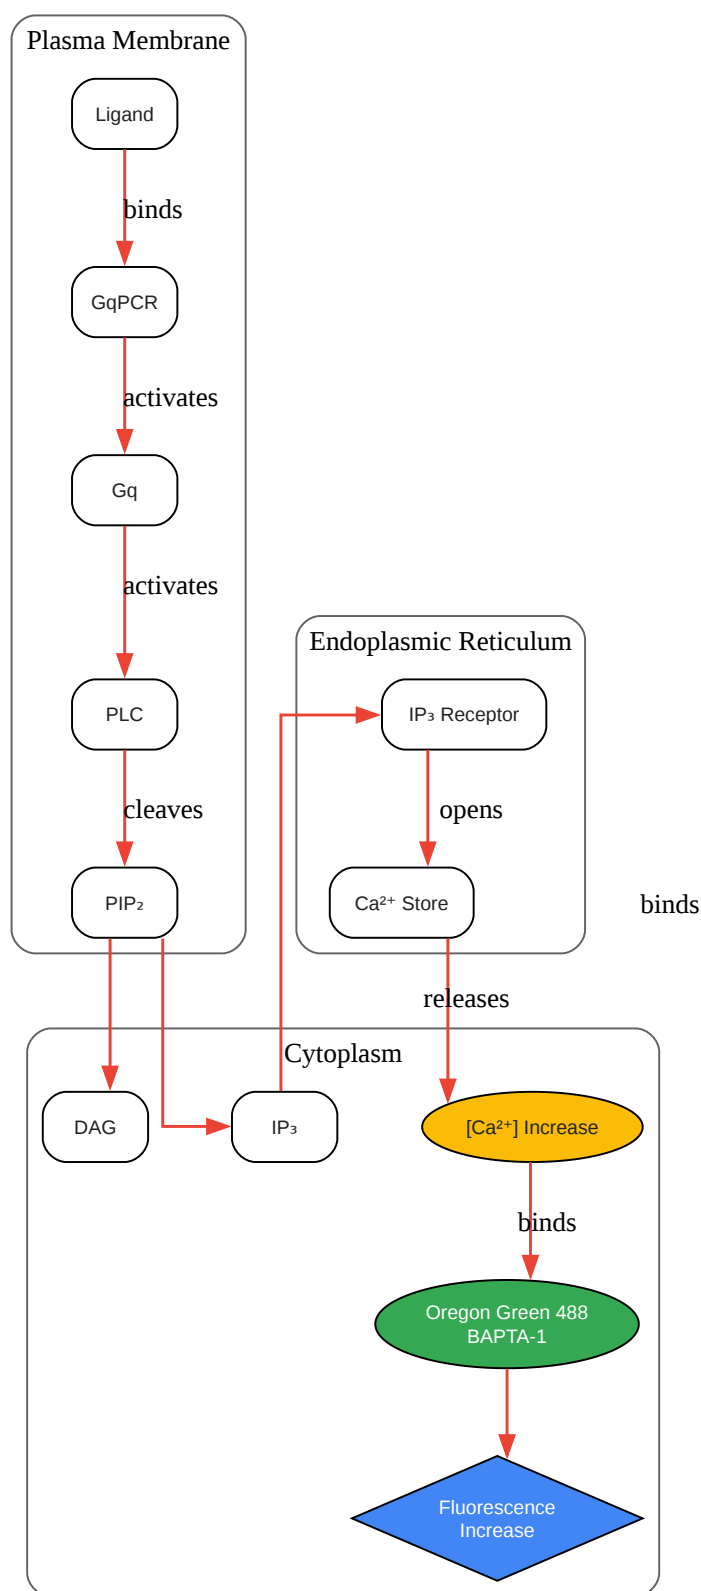 Plasma Membrane
Ligand
binds
GqPCR
activates
Gq
activates
PLC
cleaves
PIP₂
Endoplasmic Reticulum
IP₃ Receptor
opens
Ca²⁺ Store
binds
releases
Cytoplasm
DAG
IP₃
[Ca²⁺] Increase
binds
Oregon Green 488
BAPTA-1
Fluorescence
Increase